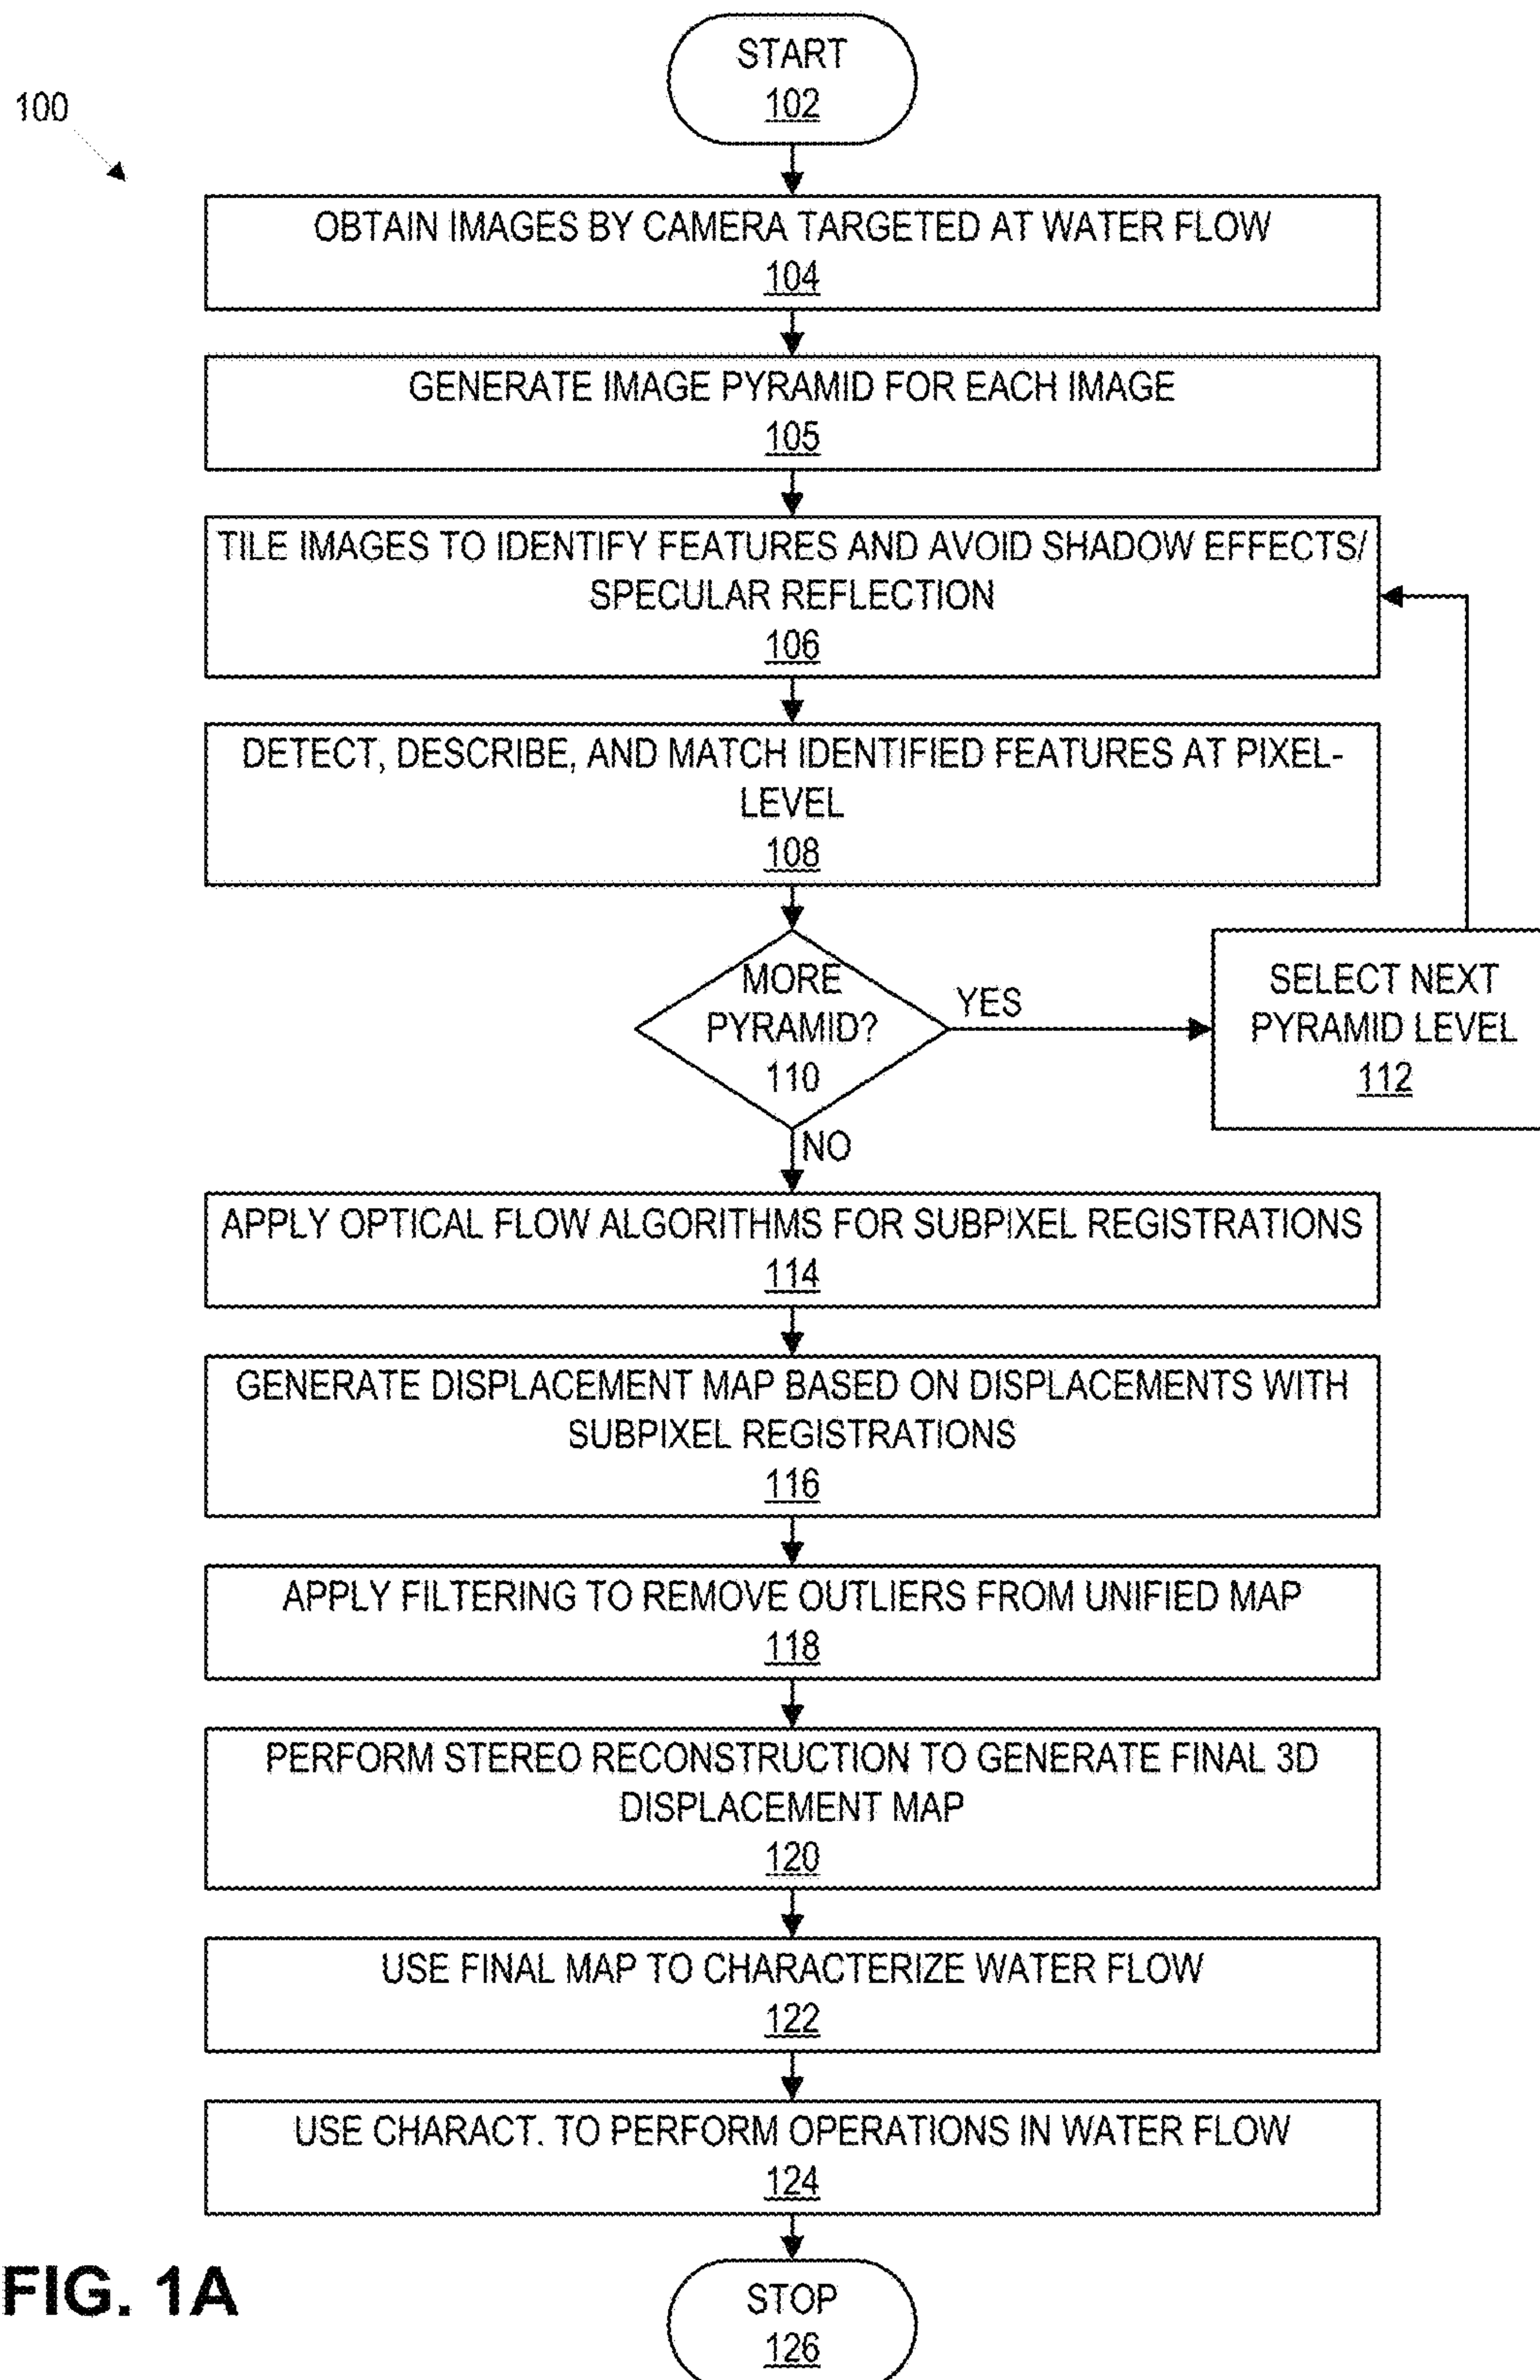 START
102
100
OBTAIN IMAGES BY CAMERA TARGETED AT WATER FLOW
104
GENERATE IMAGE PYRAMID FOR EACH IMAGE
105
TILE IMAGES TO IDENTIFY FEATURES AND AVOID SHADOW EFFECTS/
SPECULAR REFLECTION
106
DETECT, DESCRIBE, AND MATCH IDENTIFIED FEATURES AT PIXEL-
LEVEL
108
MORE
PYRAMID?
110
YES
SELECT NEXT
PYRAMID LEVEL
112
NO
APPLY OPTICAL FLOW ALGORITHMS FOR SUBPIXEL REGISTRATIONS
114
GENERATE DISPLACEMENT MAP BASED ON DISPLACEMENTS WITH
SUBPIXEL REGISTRATIONS
116
APPLY FILTERING TO REMOVE OUTLIERS FROM UNIFIED MAP
118
PERFORM STEREO RECONSTRUCTION TO GENERATE FINAL 3D
DISPLACEMENT MAP
120
USE FINAL MAP TO CHARACTERIZE WATER FLOW
122
USE CHARACT. TO PERFORM OPERATIONS IN WATER FLOW
124
STOP
126
FIG. 1A